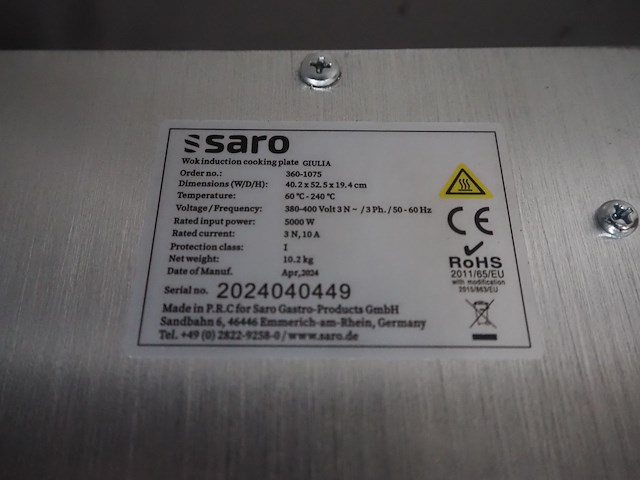 saro
Wok induction cooking plate GIULIA
Order no.: 360-1075
Dimensions (W/D/H): 40.2 x 52.5 x 19.4 cm
Temperature: 60 °C - 240 °C
Voltage / Frequency: 380-400 Volt 3 N ~ / 3 Ph. / 50 - 60 Hz
Rated input power: 5000 W
Rated current: 3 N, 10 A
Protection class: I
Net weight: 10.2 kg
Date of Manuf. Apr,2024
Serial no. 2024040449
Made in P.R.C for Saro Gastro-Products GmbH
Sandbahn 6, 46446 Emmerich-am-Rhein, Germany
Tel. +49 (0) 2822-9258-0 / www.saro.de
CE
RoHS
2011/65/EU
with modification
2015/863/EU